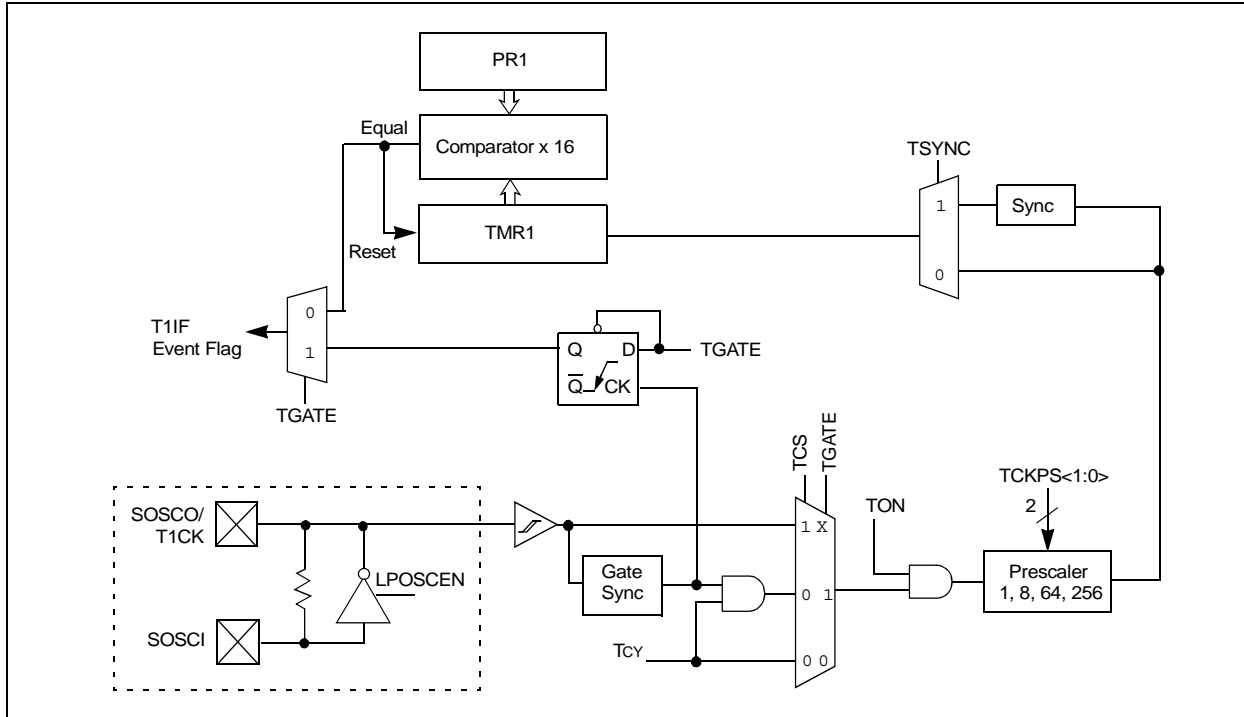 PR1
Equal
Comparator x 16
TSYNC
1
Sync
Reset
TMR1
0
T1IF
Event Flag
0
1
TGATE
Q
D
TGATE
Q̅
CK
TCS
TGATE
TCKPS<1:0>
2
TON
SOSCO/
T1CK
LPOSCEN
SOSCI
1 X
Gate
Sync
0 1
TCY
0 0
Prescaler
1, 8, 64, 256